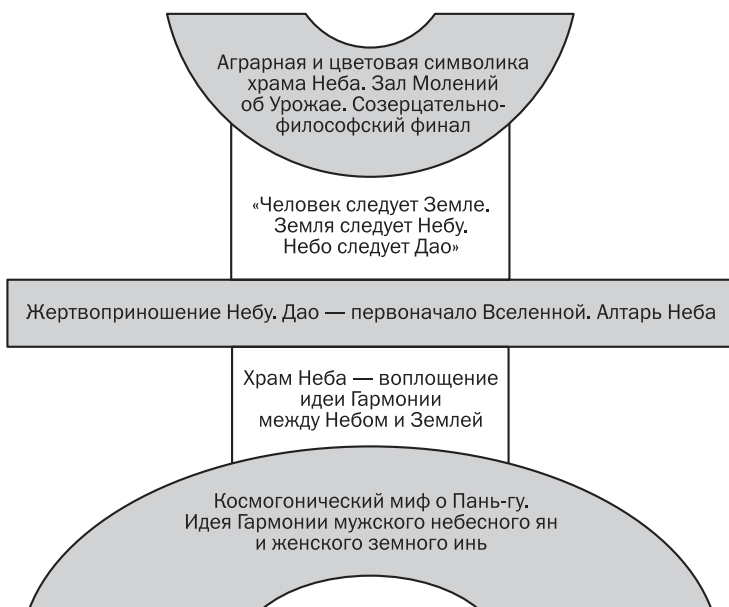 Аграрная и цветовая символика
храма Неба. Зал Молений
об Урожае. Созерцательно-
философский финал
«Человек следует Земле.
Земля следует Небу.
Небо следует Дао»
Жертвоприношение Небу. Дао — первоначало Вселенной. Алтарь Неба
Храм Неба — воплощение
идеи Гармонии
между Небом и Землей
Космогонический миф о Пань-гу.
Идея Гармонии мужского небесного ян
и женского земного инь